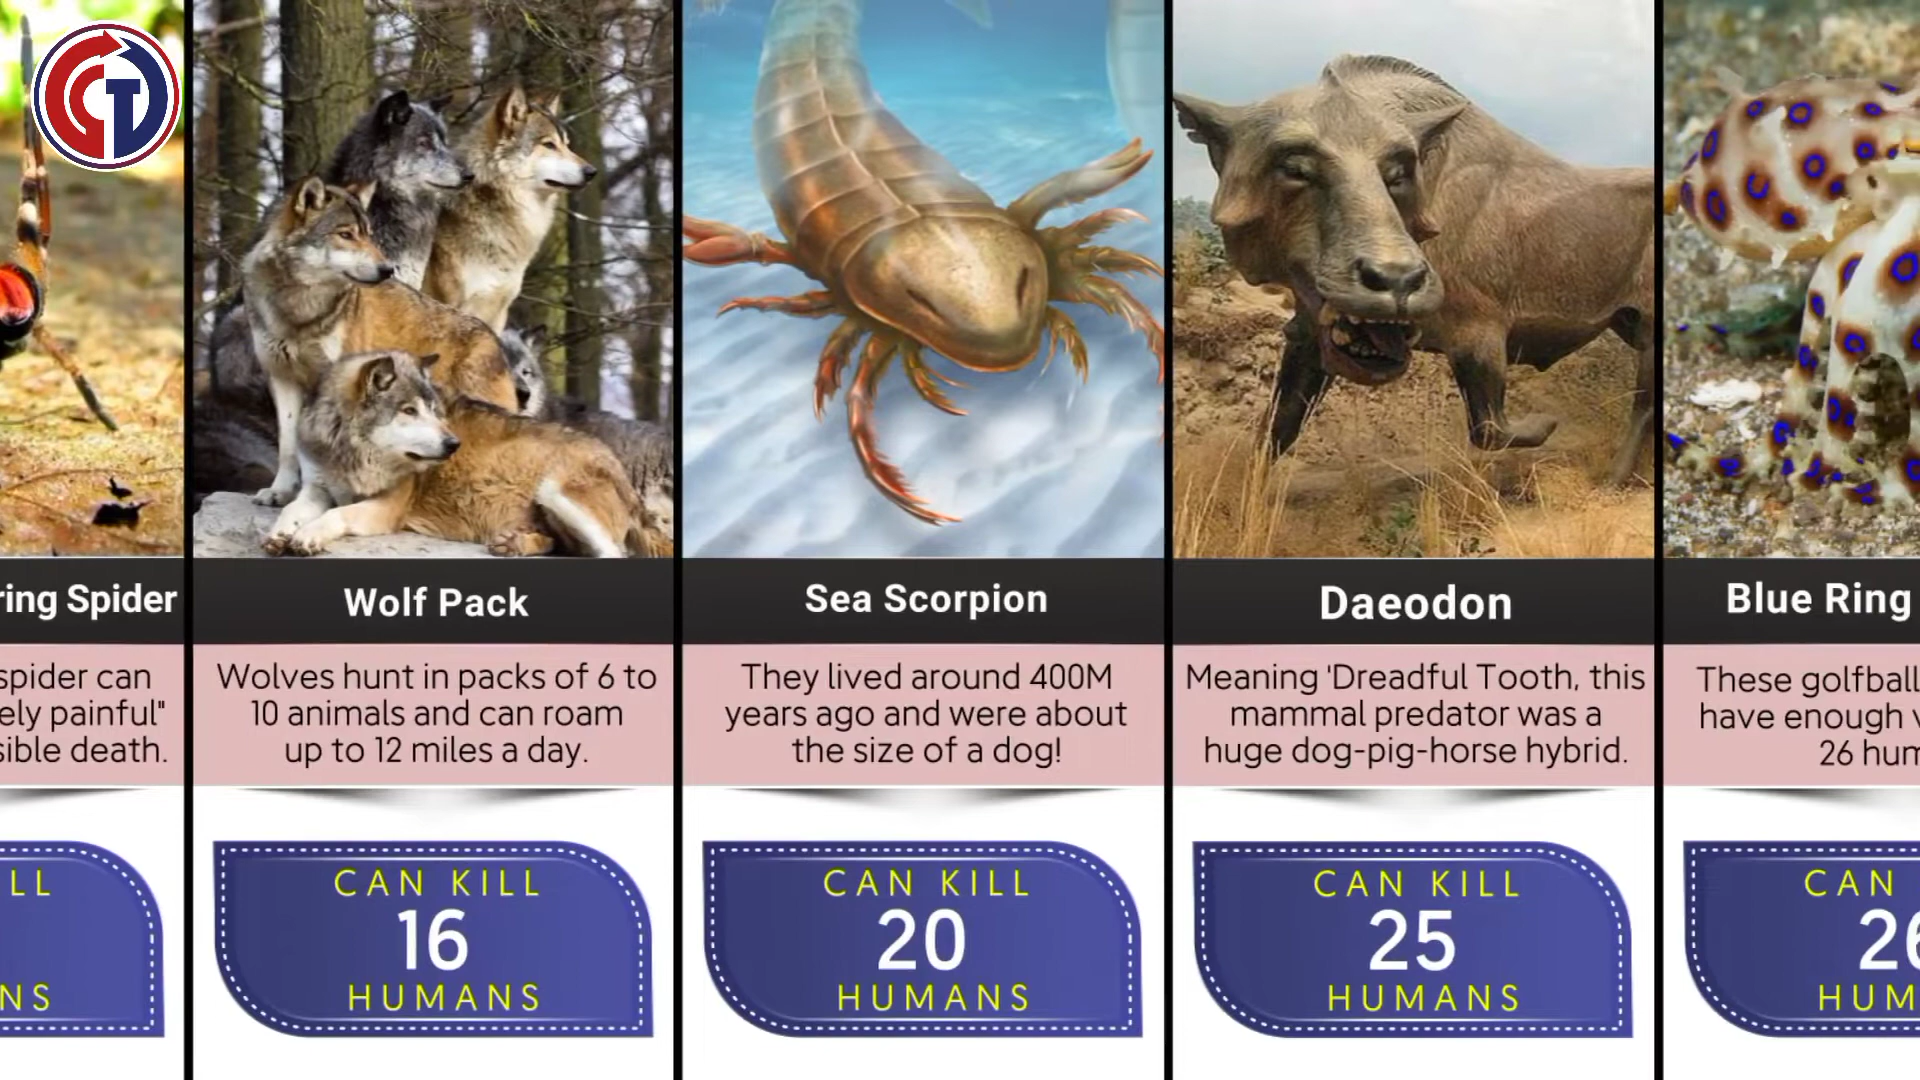 ring Spider
spider can
ely painful"
sible death.
LL
NS
Wolf Pack
Wolves hunt in packs of 6 to
10 animals and can roam
up to 12 miles a day.
CAN KILL
16
HUMANS
Sea Scorpion
They lived around 400M
years ago and were about
the size of a dog!
CAN KILL
20
HUMANS
Daeodon
Meaning 'Dreadful Tooth, this
mammal predator was a
huge dog-pig-horse hybrid.
CAN KILL
25
HUMANS
Blue Ring
These golfball
have enough
26 hum
CAN
26
HUM